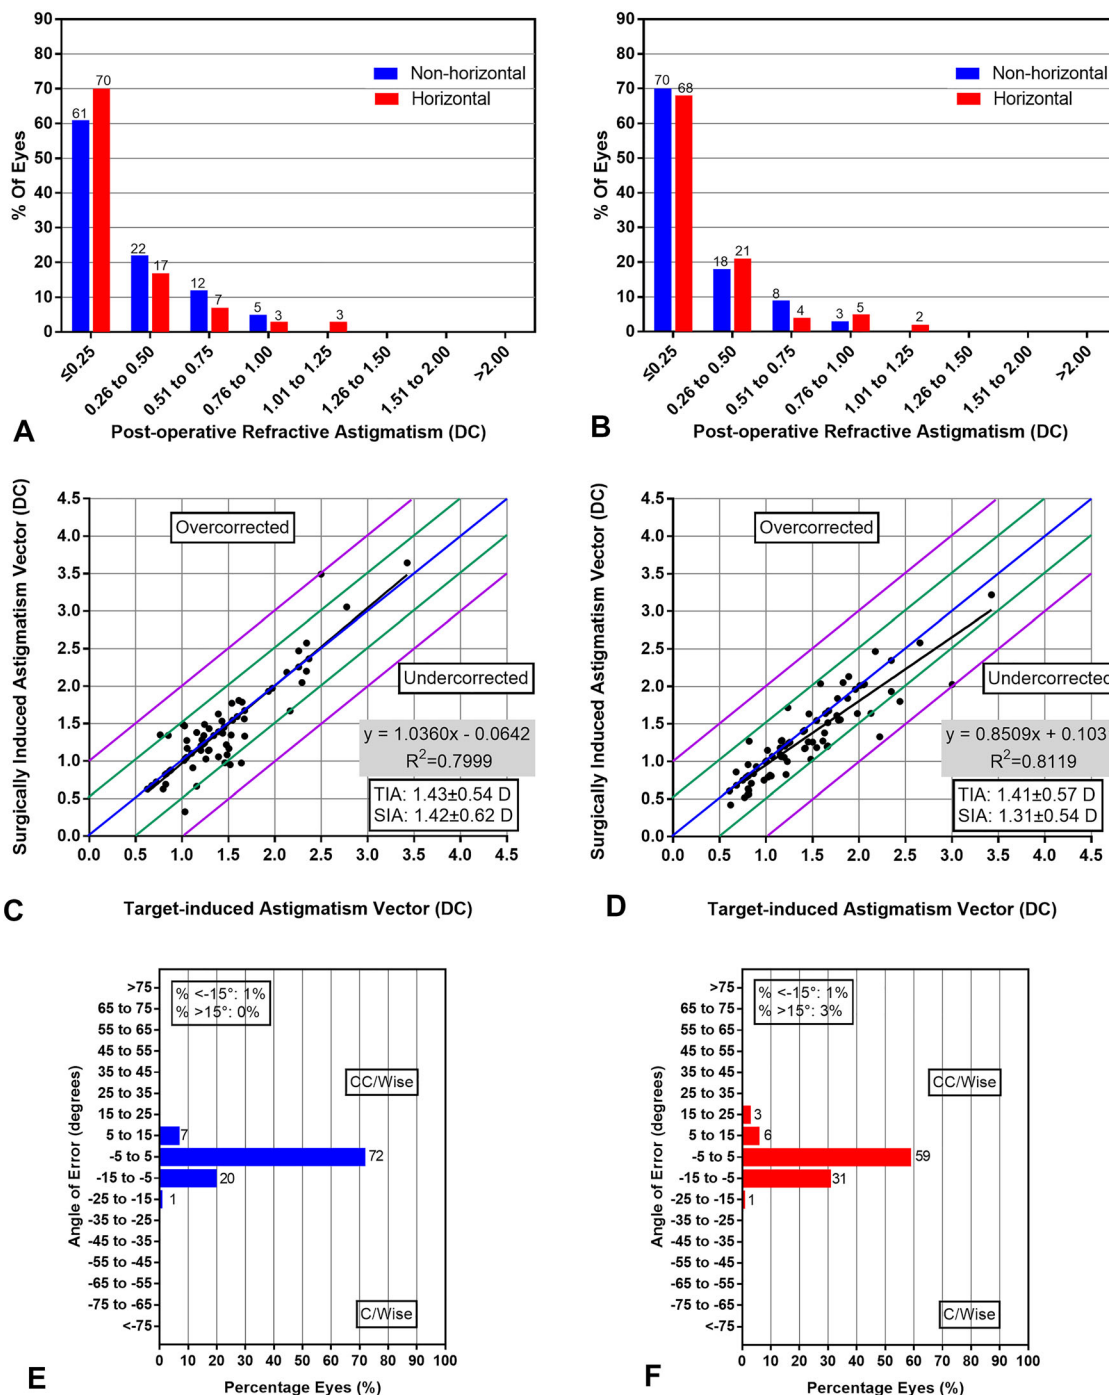 90
80
70
60
50
40
30
20
10
0
% Of Eyes
61
70
22
17
12
7
5
3
3
Non-horizontal
Horizontal
≤0.25
0.26 to 0.50
0.51 to 0.75
0.76 to 1.00
1.01 to 1.25
1.26 to 1.50
1.51 to 2.00
>2.00
A
Post-operative Refractive Astigmatism (DC)
90
80
70
60
50
40
30
20
10
0
% Of Eyes
70
68
18
21
8
4
3
5
2
Non-horizontal
Horizontal
≤0.25
0.26 to 0.50
0.51 to 0.75
0.76 to 1.00
1.01 to 1.25
1.26 to 1.50
1.51 to 2.00
>2.00
B
Post-operative Refractive Astigmatism (DC)
Surgically Induced Astigmatism Vector (DC)
4.5
4.0
3.5
3.0
2.5
2.0
1.5
1.0
0.5
0.0
Overcorrected
Undercorrected
y = 1.0360x - 0.0642
R²=0.7999
TIA: 1.43±0.54 D
SIA: 1.42±0.62 D
0.0 0.5 1.0 1.5 2.0 2.5 3.0 3.5 4.0 4.5
C
Target-induced Astigmatism Vector (DC)
Surgically Induced Astigmatism Vector (DC)
4.5
4.0
3.5
3.0
2.5
2.0
1.5
1.0
0.5
0.0
Overcorrected
Undercorrected
y = 0.8509x + 0.103
R²=0.8119
TIA: 1.41±0.57 D
SIA: 1.31±0.54 D
0.0 0.5 1.0 1.5 2.0 2.5 3.0 3.5 4.0 4.5
D
Target-induced Astigmatism Vector (DC)
Angle of Error (degrees)
>75
65 to 75
55 to 65
45 to 55
35 to 45
25 to 35
15 to 25
5 to 15
-5 to 5
-15 to -5
-25 to -15
-35 to -25
-45 to -35
-55 to -45
-65 to -55
-75 to -65
<-75
% <-15°: 1%
% >15°: 0%
CC/Wise
7
72
20
1
C/Wise
0 10 20 30 40 50 60 70 80 90 100
E
Percentage Eyes (%)
Angle of Error (degrees)
>75
65 to 75
55 to 65
45 to 55
35 to 45
25 to 35
15 to 25
5 to 15
-5 to 5
-15 to -5
-25 to -15
-35 to -25
-45 to -35
-55 to -45
-65 to -55
-75 to -65
<-75
% <-15°: 1%
% >15°: 3%
CC/Wise
3
6
59
31
1
C/Wise
0 10 20 30 40 50 60 70 80 90 100
F
Percentage Eyes (%)